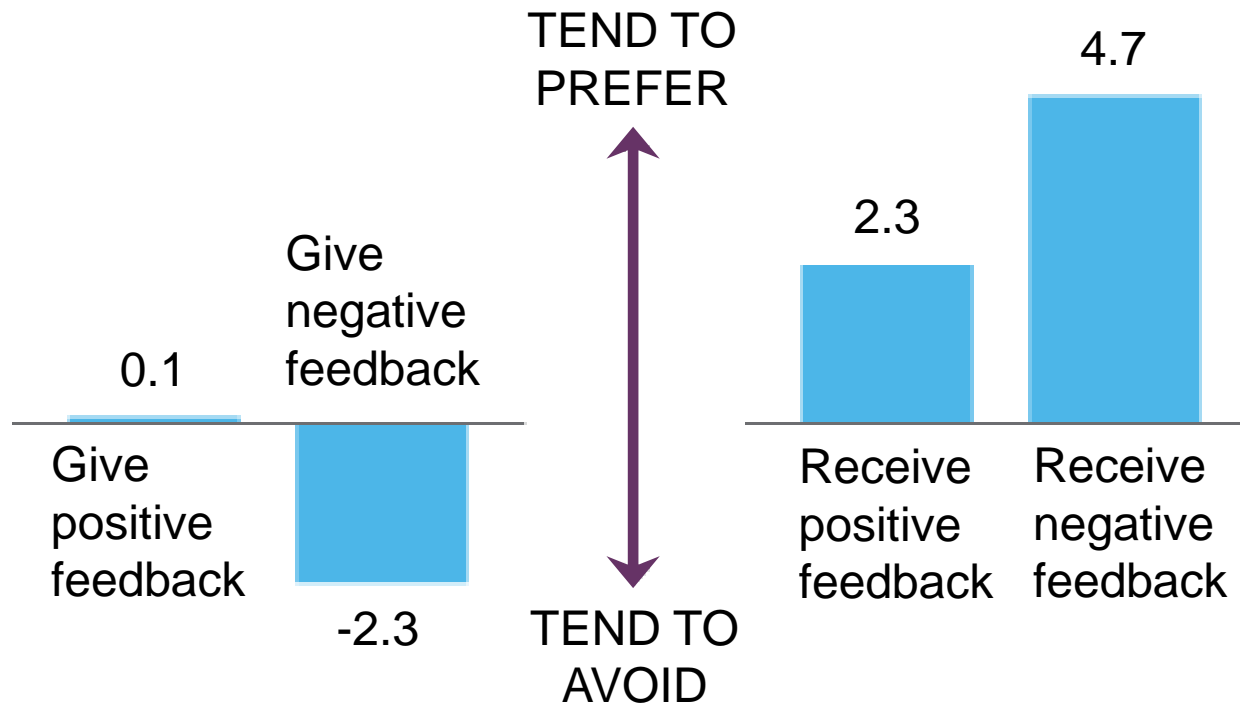 TEND TO
PREFER
4.7
2.3
Give
negative
feedback
0.1
Give
positive
feedback
Receive
positive
feedback
Receive
negative
feedback
-2.3
TEND TO
AVOID